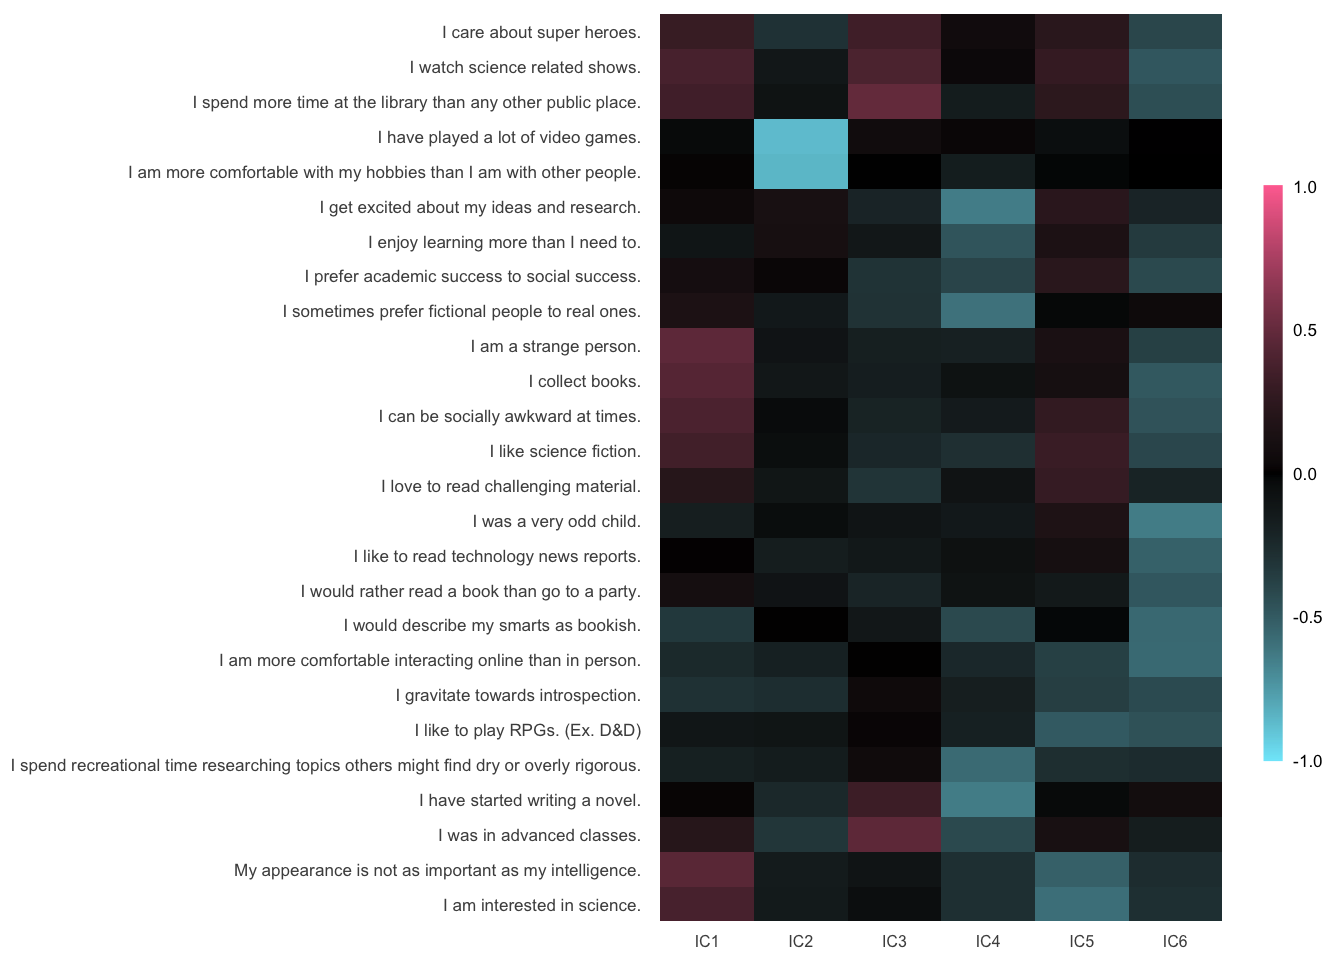 I care about super heroes.
I watch science related shows.
I spend more time at the library than any other public place.
I have played a lot of video games.
I am more comfortable with my hobbies than I am with other people.
I get excited about my ideas and research.
I enjoy learning more than I need to.
I prefer academic success to social success.
I sometimes prefer fictional people to real ones.
I am a strange person.
I collect books.
I can be socially awkward at times.
I like science fiction.
I love to read challenging material.
I was a very odd child.
I like to read technology news reports.
I would rather read a book than go to a party.
I would describe my smarts as bookish.
I am more comfortable interacting online than in person.
I gravitate towards introspection.
I like to play RPGs. (Ex. D&D)
I spend recreational time researching topics others might find dry or overly rigorous.
I have started writing a novel.
I was in advanced classes.
My appearance is not as important as my intelligence.
I am interested in science.
IC1 IC2 IC3 IC4 IC5 IC6
1.0
0.5
0.0
-0.5
-1.0